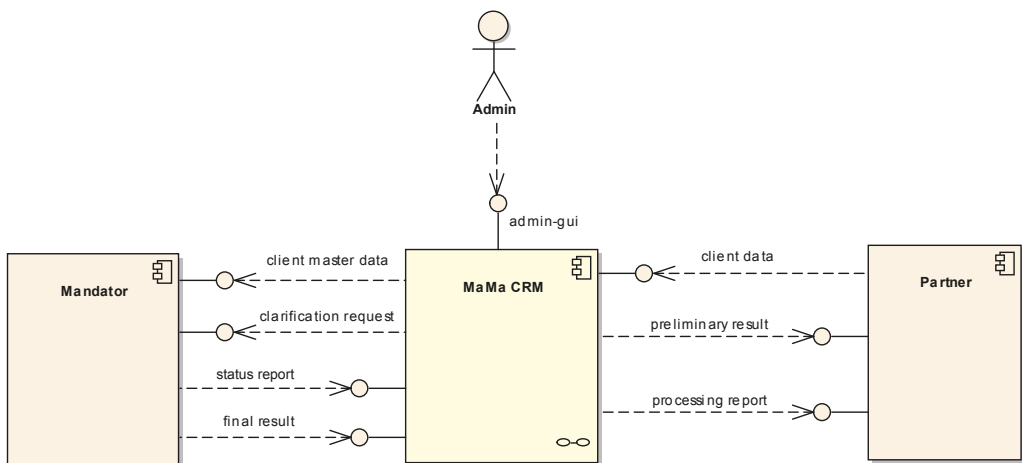 Admin
admin-gui
client master data
client data
Mandator
MaMa CRM
Partner
clarification request
preliminary result
status report
processing report
final result